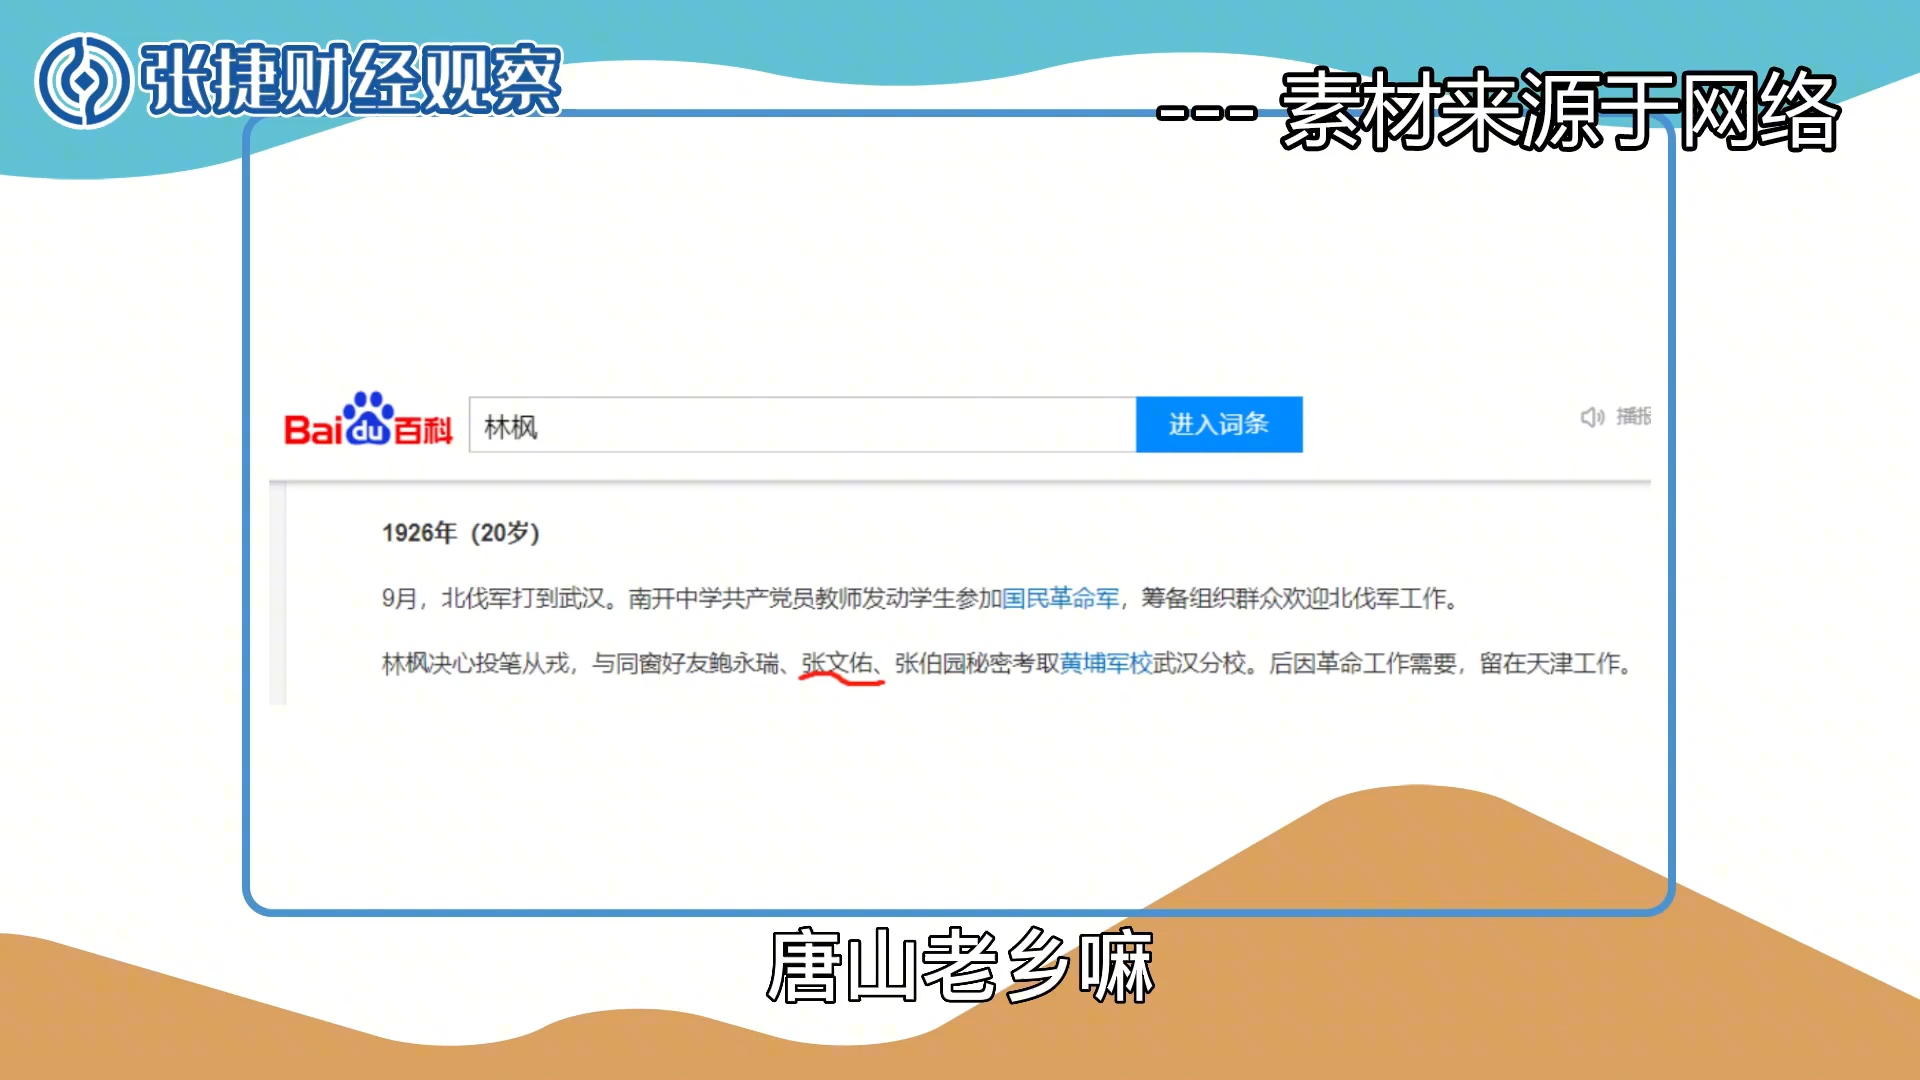 张捷财经观察
--- 素材来源于网络
Baidu百科
林枫
进入词条
播报
1926年（20岁）
9月，北伐军打到武汉。南开中学共产党员教师发动学生参加国民革命军，筹备组织群众欢迎北伐军工作。
林枫决心投笔从戎，与同窗好友鲍永瑞、张文佑、张伯园秘密考取黄埔军校武汉分校。后因革命工作需要，留在天津工作。
唐山老乡嘛